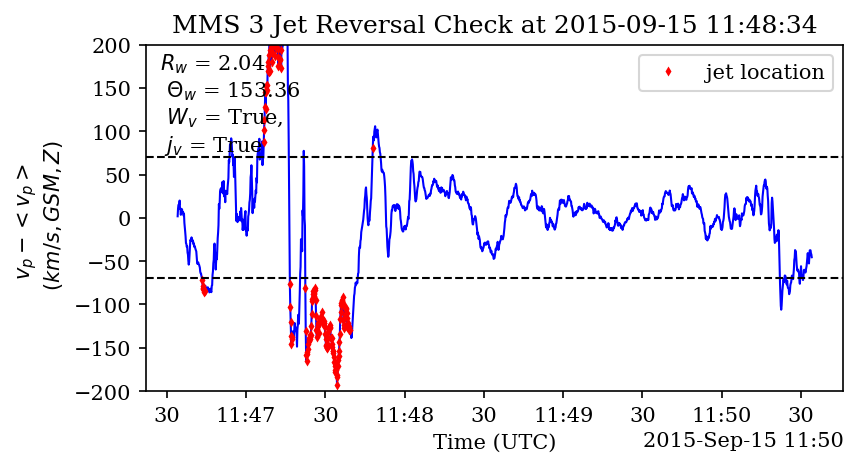 MMS 3 Jet Reversal Check at 2015-09-15 11:48:34
R_w = 2.04,
Θ_w = 153.36
W_v = True,
j_v = True
jet location
v_p − < v_p >
(km/s, GSM, Z)
200
150
100
50
0
−50
−100
−150
−200
30 11:47 30 11:48 30 11:49 30 11:50 30
Time (UTC)
2015-Sep-15 11:50